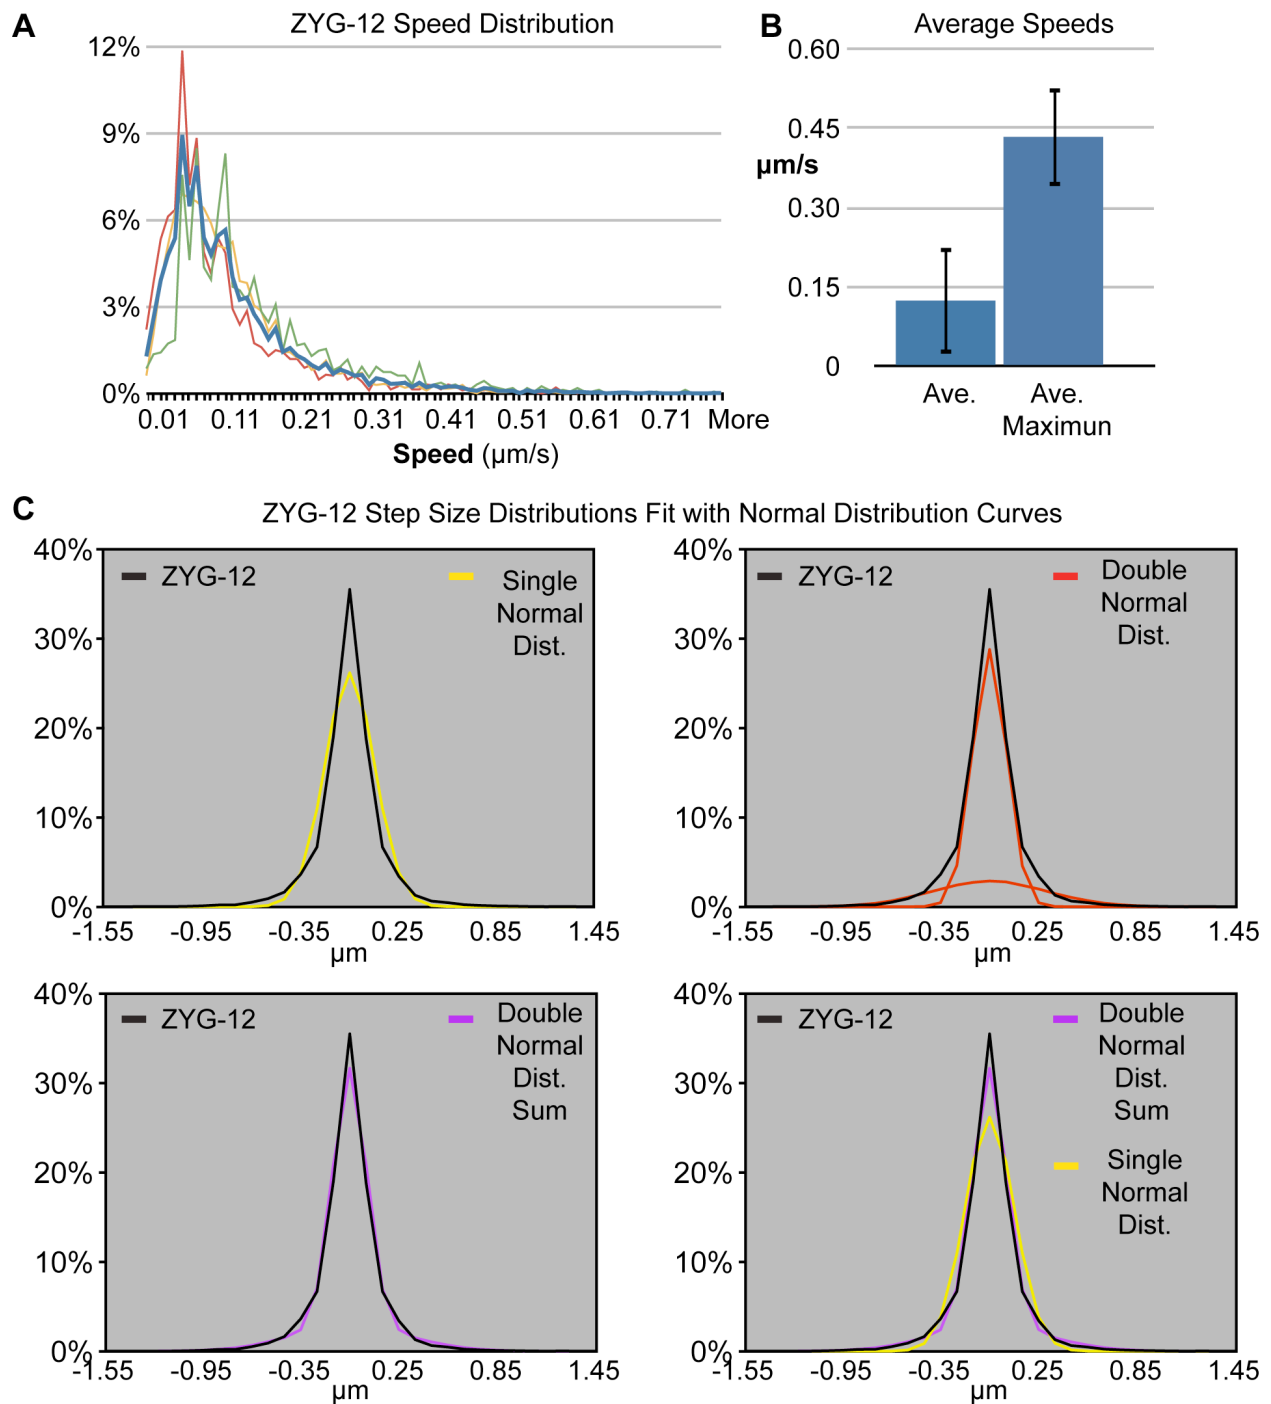 A
ZYG-12 Speed Distribution
12%
9%
6%
3%
0%
0.01 0.11 0.21 0.31 0.41 0.51 0.61 0.71 More
Speed (µm/s)
B
Average Speeds
0.60
0.45
µm/s
0.30
0.15
0
Ave.
Ave.
Maximun
C
ZYG-12 Step Size Distributions Fit with Normal Distribution Curves
40%
30%
20%
10%
0%
ZYG-12
Single
Normal
Dist.
-1.55 -0.95 -0.35 0.25 0.85 1.45
µm
40%
30%
20%
10%
0%
ZYG-12
Double
Normal
Dist.
-1.55 -0.95 -0.35 0.25 0.85 1.45
µm
40%
30%
20%
10%
0%
ZYG-12
Double
Normal
Dist.
Sum
-1.55 -0.95 -0.35 0.25 0.85 1.45
µm
40%
30%
20%
10%
0%
ZYG-12
Double
Normal
Dist.
Sum
Single
Normal
Dist.
-1.55 -0.95 -0.35 0.25 0.85 1.45
µm